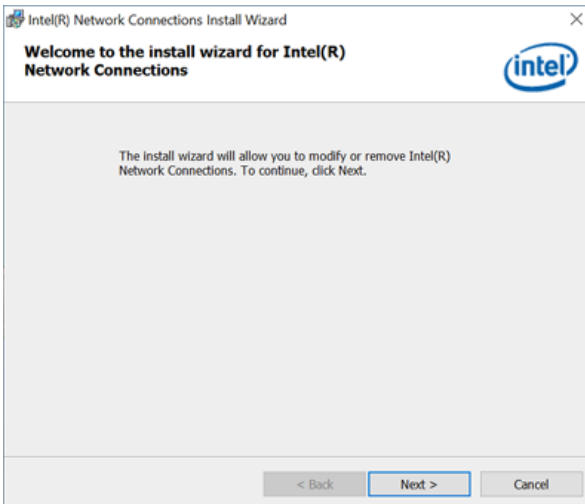 Intel(R) Network Connections Install Wizard
Welcome to the install wizard for Intel(R)
Network Connections
intel
The install wizard will allow you to modify or remove Intel(R)
Network Connections. To continue, click Next.
< Back Next > Cancel